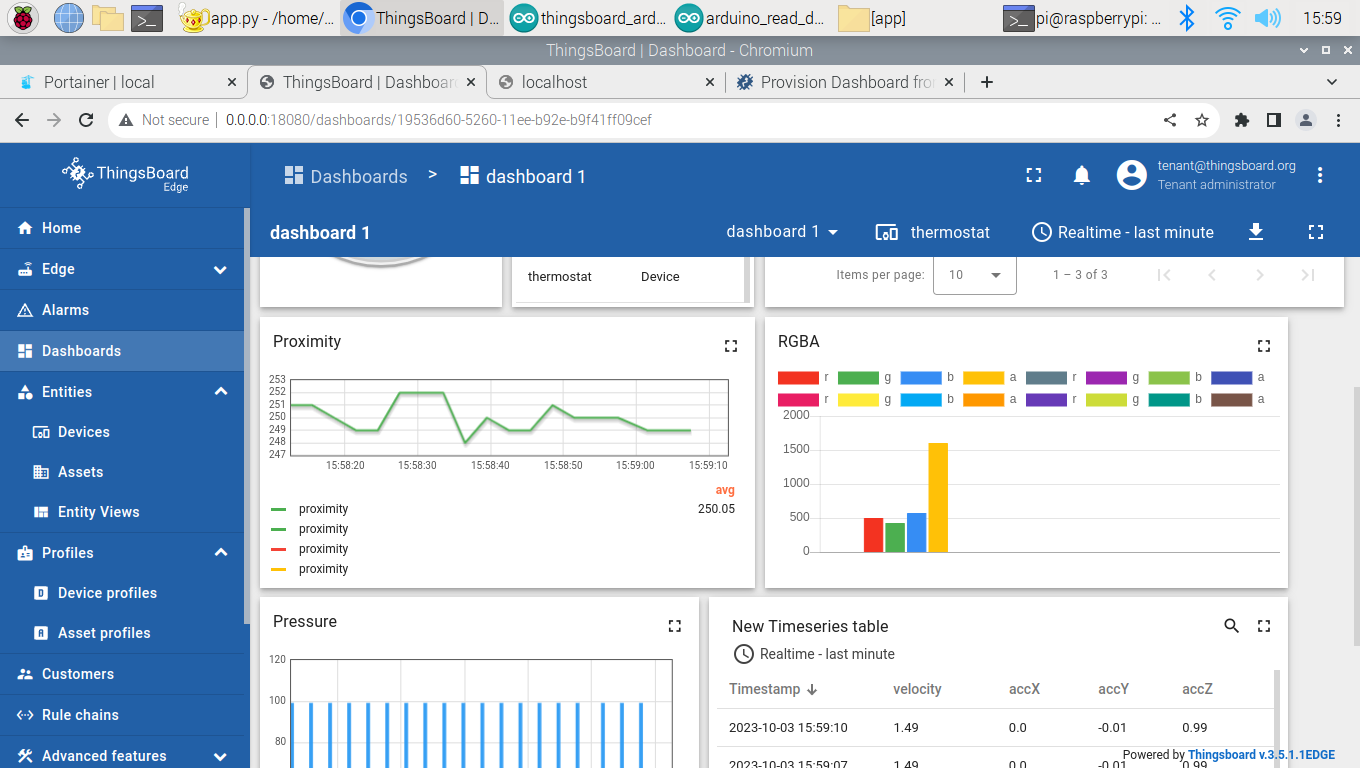 app.py - /home/...
ThingsBoard | D...
thingsboard_ard...
arduino_read_d...
[app]
pi@raspberrypi: ...
15:59
ThingsBoard | Dashboard - Chromium
Portainer | local
ThingsBoard | Dashboar
localhost
Provision Dashboard fro
Not secure
0.0.0.0:18080/dashboards/19536d60-5260-11ee-b92e-b9f41ff09cef
ThingsBoard
Edge
Dashboards > dashboard 1
tenant@thingsboard.org
Tenant administrator
Home
Edge
Alarms
Dashboards
Entities
Devices
Assets
Entity Views
Profiles
D Device profiles
A Asset profiles
Customers
Rule chains
Advanced features
dashboard 1
dashboard 1
thermostat
Realtime - last minute
thermostat Device
Items per page: 10 1 – 3 of 3
Proximity
253
252
251
250
249
248
247
15:58:20 15:58:30 15:58:40 15:58:50 15:59:00 15:59:10
avg
proximity 250.05
proximity
proximity
proximity
RGBA
r g b a r g b a
r g b a r g b a
2000
1500
1000
500
0
Pressure
120
100
80
New Timeseries table
Realtime - last minute
Timestamp velocity accX accY accZ
2023-10-03 15:59:10 1.49 0.0 -0.01 0.99
2023-10-03 15:59:07 1.49 0.0 -0.01 0.99
Powered by Thingsboard v.3.5.1.1EDGE